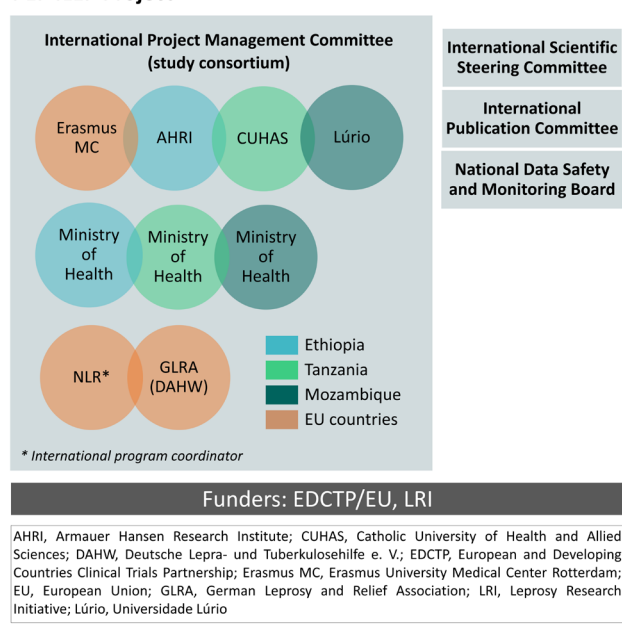 International Project Management Committee
(study consortium)
Erasmus
MC
AHRI
CUHAS
Lúrio
Ministry
of
Health
Ministry
of
Health
Ministry
of
Health
NLR*
GLRA
(DAHW)
Ethiopia
Tanzania
Mozambique
EU countries
* International program coordinator
International Scientific
Steering Committee
International
Publication Committee
National Data Safety
and Monitoring Board
Funders: EDCTP/EU, LRI
AHRI, Armauer Hansen Research Institute; CUHAS, Catholic University of Health and Allied
Sciences; DAHW, Deutsche Lepra- und Tuberkulosehilfe e. V.; EDCTP, European and Developing
Countries Clinical Trials Partnership; Erasmus MC, Erasmus University Medical Center Rotterdam;
EU, European Union; GLRA, German Leprosy and Relief Association; LRI, Leprosy Research
Initiative; Lúrio, Universidade Lúrio